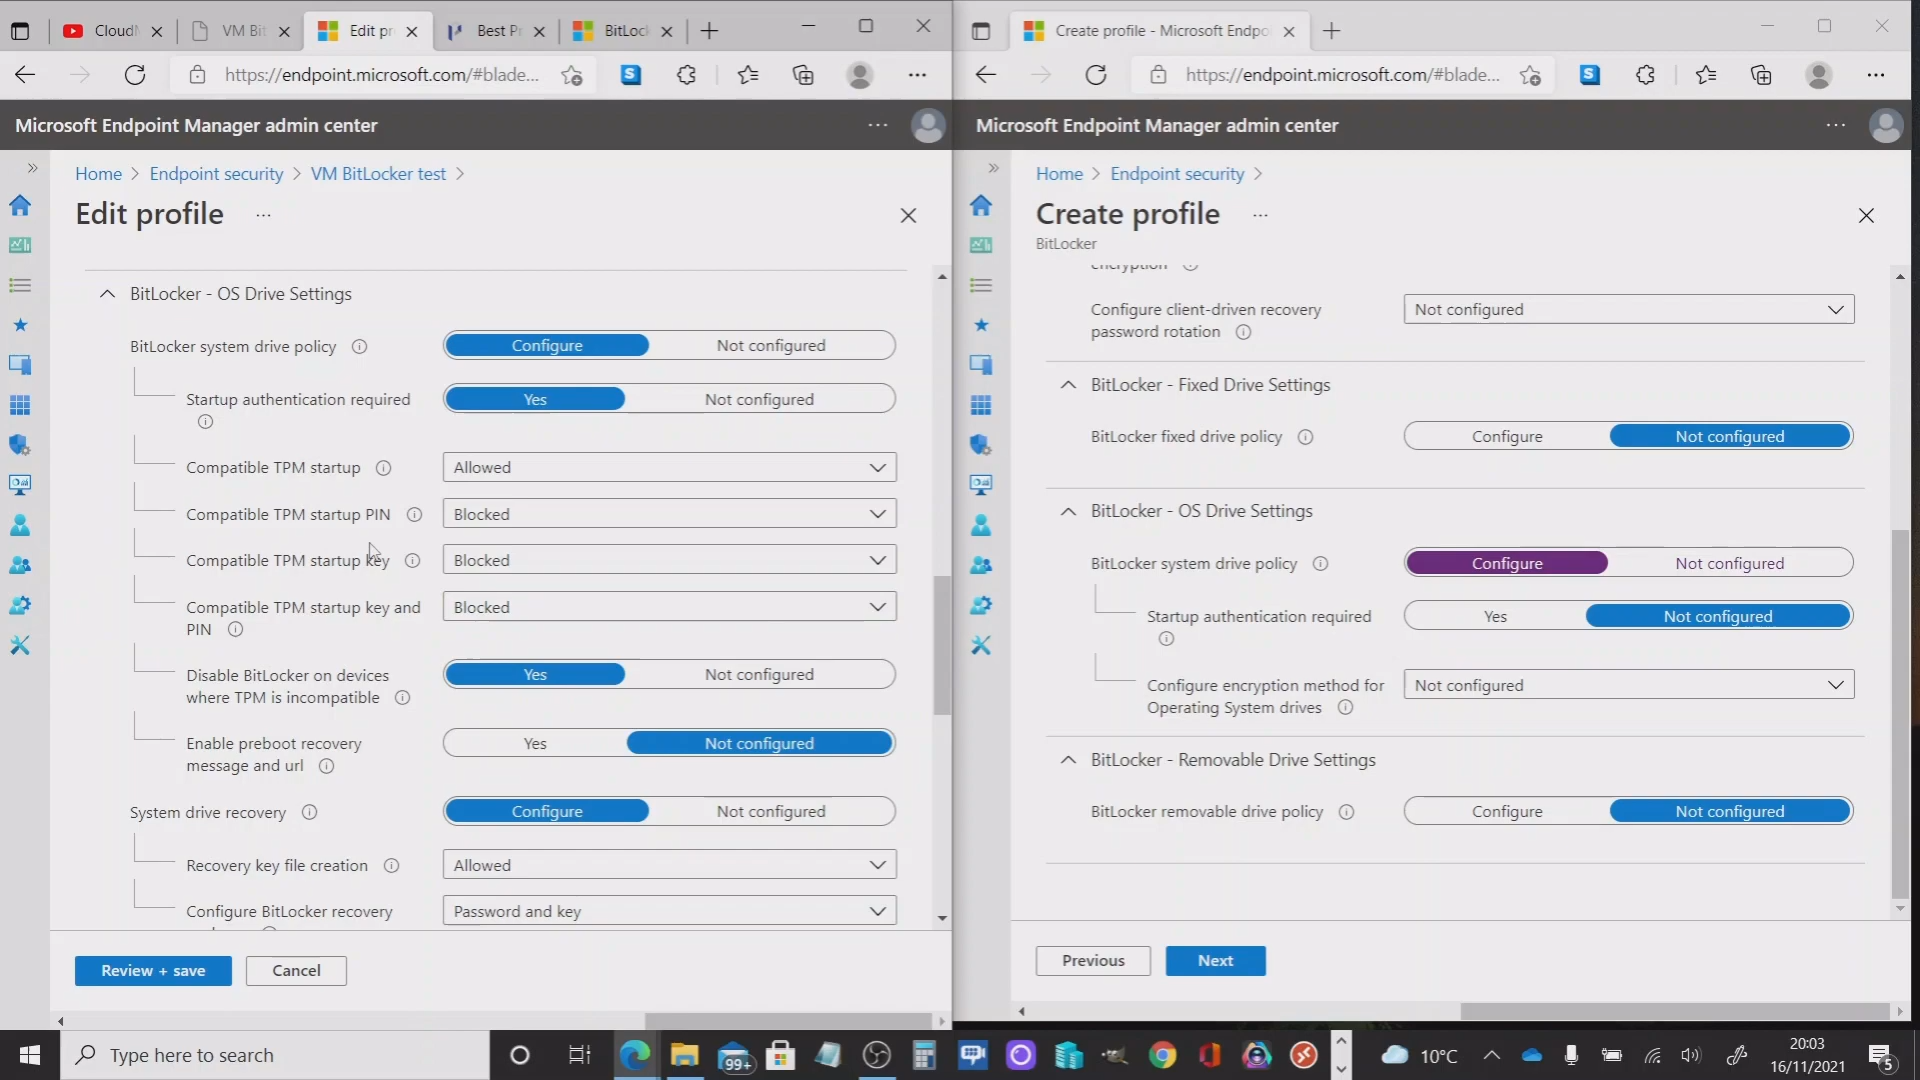 Cloudl
VM Bit
Edit pr
Best Pr
BitLock
https://endpoint.microsoft.com/#blade...
Microsoft Endpoint Manager admin center
Home > Endpoint security > VM BitLocker test >
Edit profile ...
BitLocker - OS Drive Settings
BitLocker system drive policy
Configure
Not configured
Startup authentication required
Yes
Not configured
Compatible TPM startup
Allowed
Compatible TPM startup PIN
Blocked
Compatible TPM startup key
Blocked
Compatible TPM startup key and
PIN
Blocked
Disable BitLocker on devices
where TPM is incompatible
Yes
Not configured
Enable preboot recovery
message and url
Yes
Not configured
System drive recovery
Configure
Not configured
Recovery key file creation
Allowed
Configure BitLocker recovery
Password and key
Review + save
Cancel
Create profile - Microsoft Endpo
https://endpoint.microsoft.com/#blade...
Microsoft Endpoint Manager admin center
Home > Endpoint security >
Create profile ...
BitLocker
encryption
Configure client-driven recovery
password rotation
Not configured
BitLocker - Fixed Drive Settings
BitLocker fixed drive policy
Configure
Not configured
BitLocker - OS Drive Settings
BitLocker system drive policy
Configure
Not configured
Startup authentication required
Yes
Not configured
Configure encryption method for
Operating System drives
Not configured
BitLocker - Removable Drive Settings
BitLocker removable drive policy
Configure
Not configured
Previous
Next
Type here to search
99+
10°C
20:03
16/11/2021
5